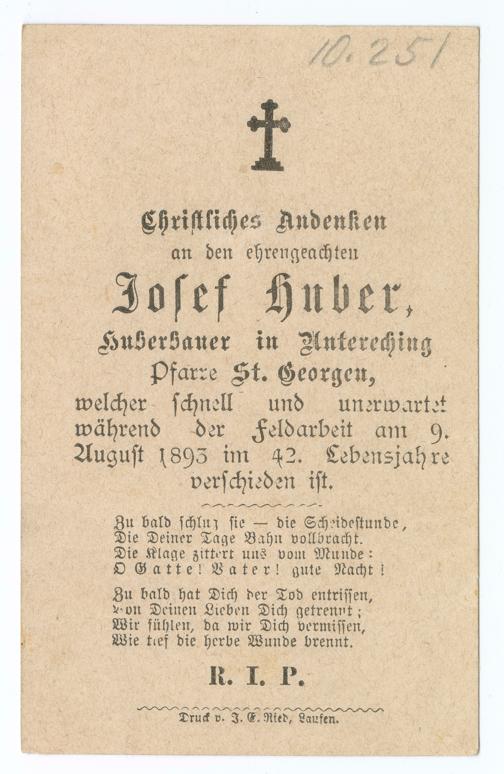 10.251
Christliches Andenken
an den ehrengeachten
Josef Huber,
Huberbauer in Untereching
Pfarre St. Georgen,
welcher schnell und unerwartet
während der Feldarbeit am 9.
August 1893 im 42. Lebensjahre
verschieden ist.
Zu bald schlug sie — die Scheidestunde,
Die Deiner Tage Bahn vollbracht.
Die Klage zittert uns vom Munde:
O Gatte! Vater! gute Nacht!
Zu bald hat Dich der Tod entrissen,
Von Deinen Lieben Dich getrennt;
Wir fühlen, da wir Dich vermissen,
Wie tief die herbe Wunde brennt.
R. I. P.
Druck v. J. E. Ried, Laufen.